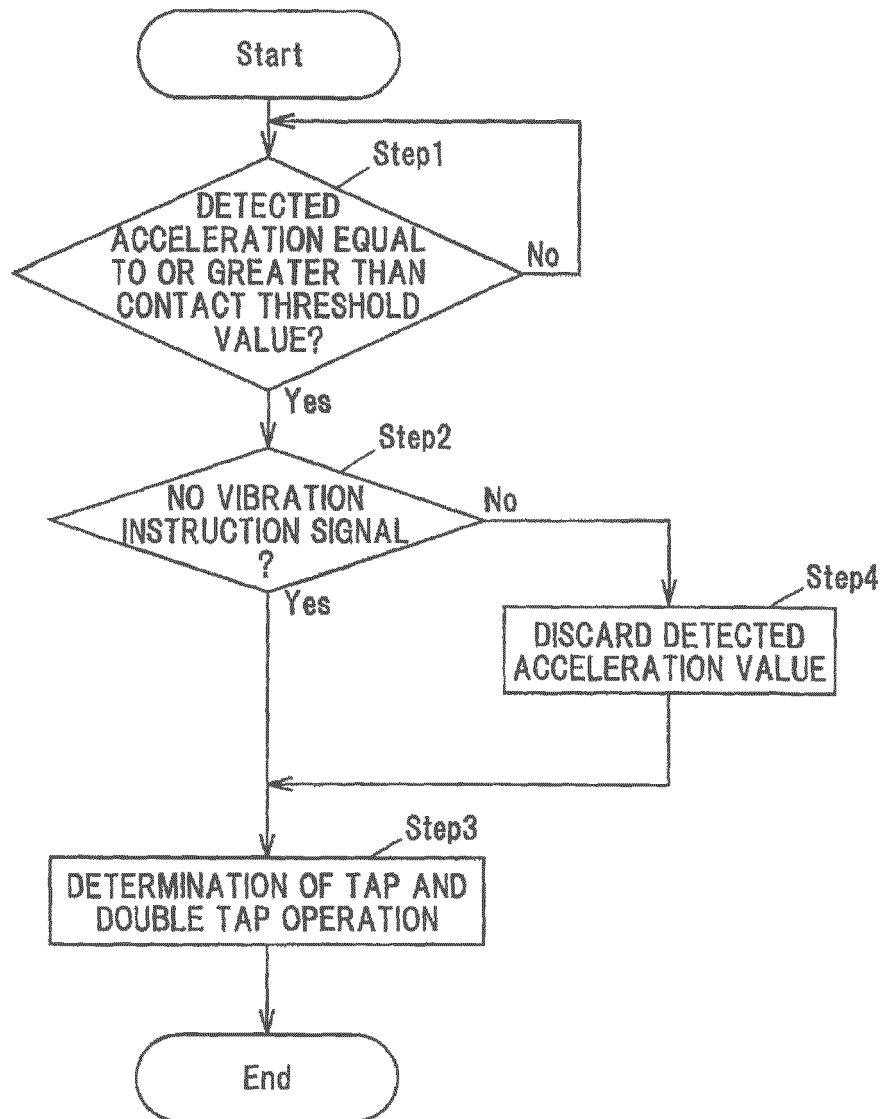 Start
Step1
DETECTED
ACCELERATION EQUAL
TO OR GREATER THAN
CONTACT THRESHOLD
VALUE?
No
Yes
Step2
NO VIBRATION
INSTRUCTION SIGNAL
?
No
Yes
Step4
DISCARD DETECTED
ACCELERATION VALUE
Step3
DETERMINATION OF TAP AND
DOUBLE TAP OPERATION
End